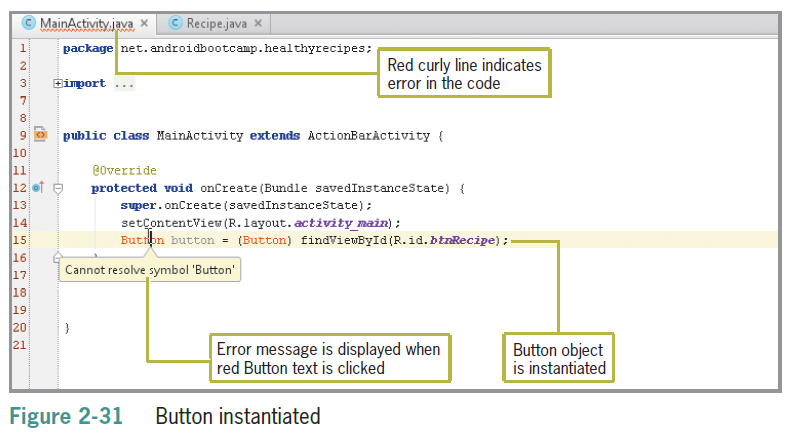 MainActivity.java × Recipe.java ×
1 package net.androidbootcamp.healthyrecipes;
2
Red curly line indicates
error in the code
3 import ...
7
8
9 public class MainActivity extends ActionBarActivity {
10
11 @Override
12 protected void onCreate(Bundle savedInstanceState) {
13 super.onCreate(savedInstanceState);
14 setContentView(R.layout.activity_main);
15 Button button = (Button) findViewById(R.id.btnRecipe);
16 }
Cannot resolve symbol 'Button'
17
18
19
20 }
21
Error message is displayed when
red Button text is clicked
Button object
is instantiated
Figure 2-31 Button instantiated